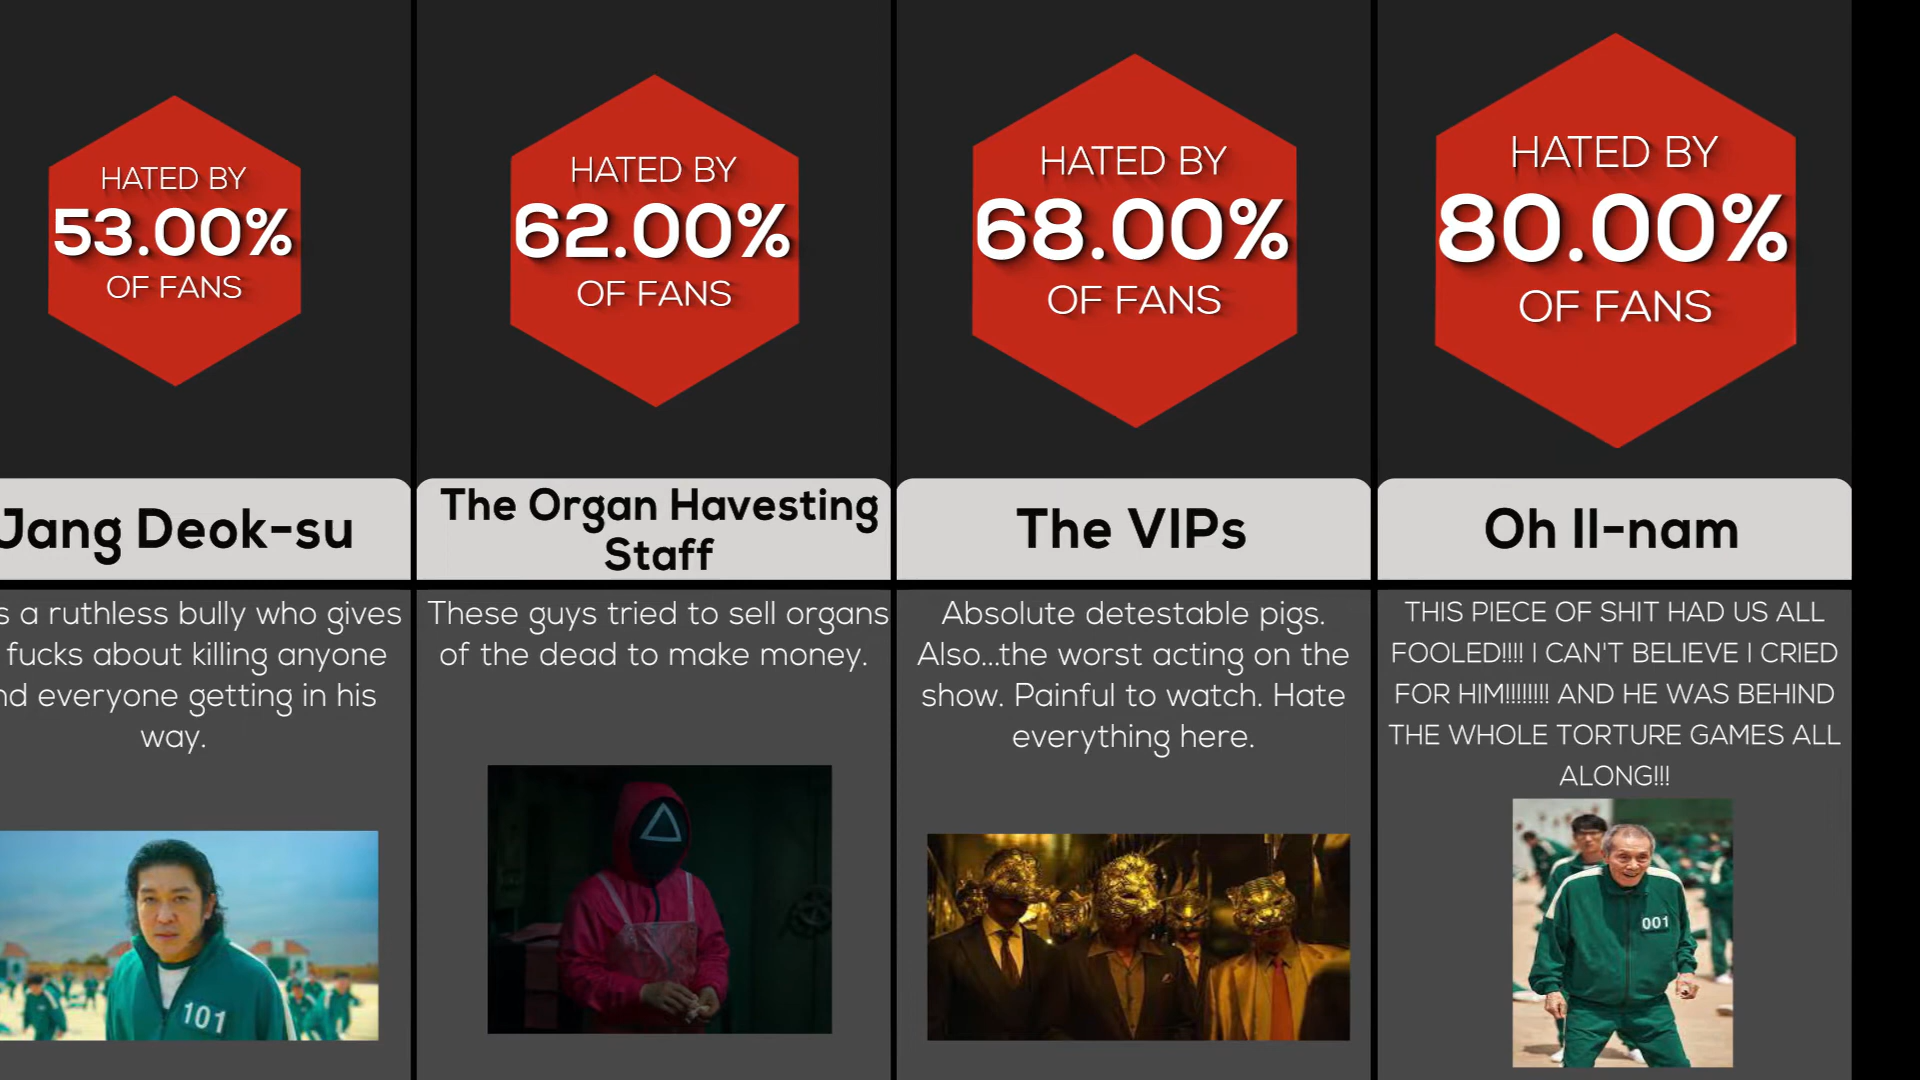 HATED BY
53.00%
OF FANS
Jang Deok-su
a ruthless bully who gives
fucks about killing anyone
everyone getting in his
way.
101
HATED BY
62.00%
OF FANS
The Organ Havesting
Staff
These guys tried to sell organs
of the dead to make money.
HATED BY
68.00%
OF FANS
The VIPs
Absolute detestable pigs.
Also...the worst acting on the
show. Painful to watch. Hate
everything here.
HATED BY
80.00%
OF FANS
Oh Il-nam
THIS PIECE OF SHIT HAD US ALL
FOOLED!!!! I CAN'T BELIEVE I CRIED
FOR HIM!!!!!!!! AND HE WAS BEHIND
THE WHOLE TORTURE GAMES ALL
ALONG!!!
001